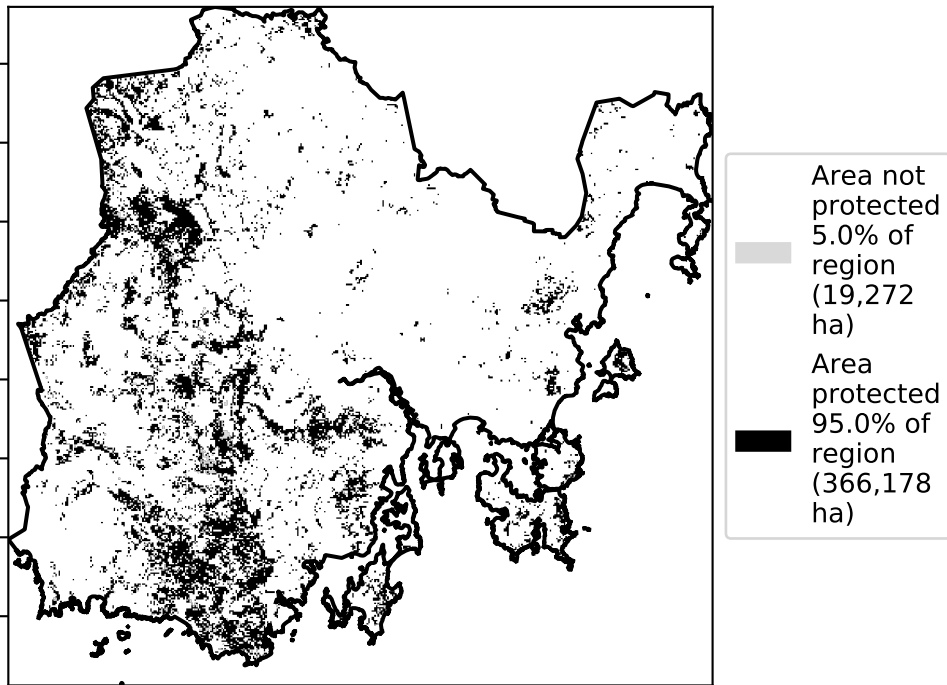 Area not
protected
5.0% of
region
(19,272
ha)
Area
protected
95.0% of
region
(366,178
ha)